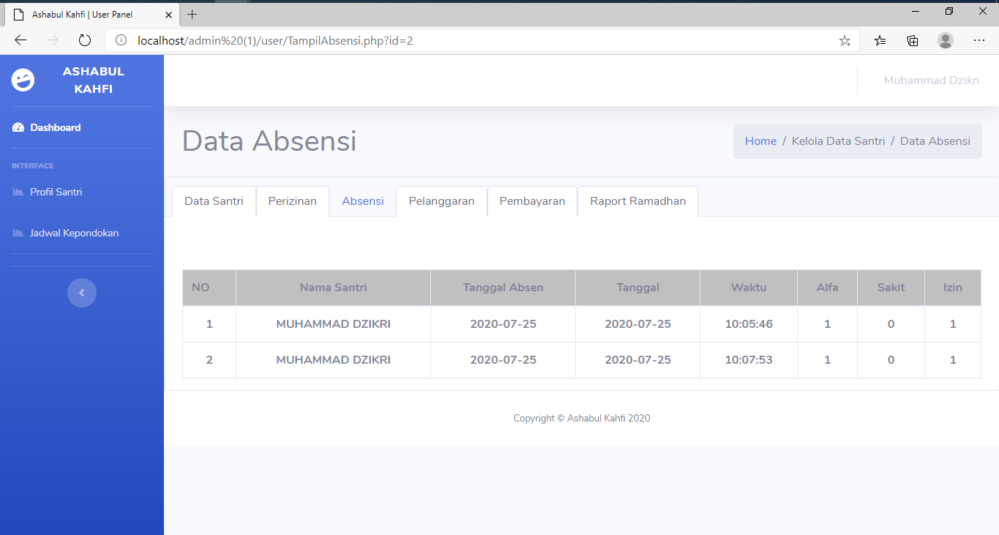 Ashabul Kahfi | User Panel
localhost/admin%20(1)/user/TampilAbsensi.php?id=2
ASHABUL
KAHFI
Muhammad Dzikri
Dashboard
INTERFACE
Profil Santri
Jadwal Kepondokan
Data Absensi
Home / Kelola Data Santri / Data Absensi
Data Santri Perizinan Absensi Pelanggaran Pembayaran Raport Ramadhan
NO Nama Santri Tanggal Absen Tanggal Waktu Alfa Sakit Izin
1 MUHAMMAD DZIKRI 2020-07-25 2020-07-25 10:05:46 1 0 1
2 MUHAMMAD DZIKRI 2020-07-25 2020-07-25 10:07:53 1 0 1
Copyright © Ashabul Kahfi 2020